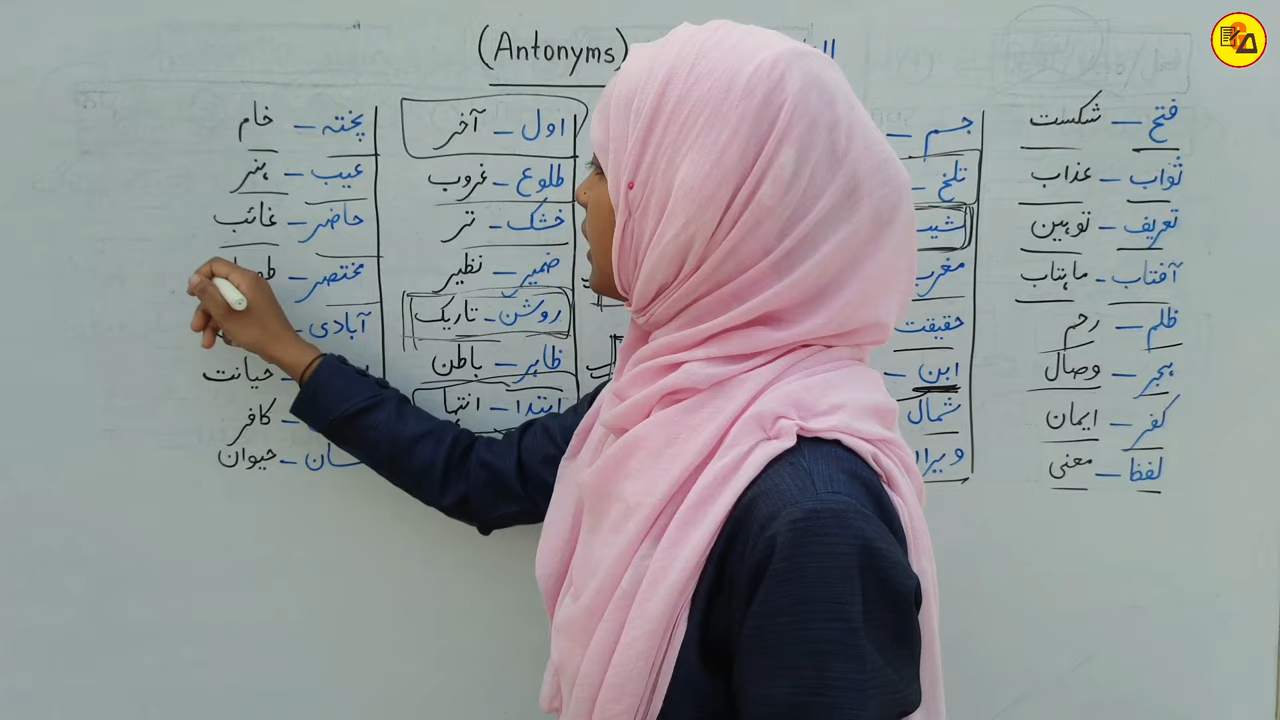 (Antonyms)
فتح – شکست
ثواب – عذاب
تعریف – توہین
آفتاب – ماہتاب
ظلم – رحم
ہجر – وصال
کفر – ایمان
لفظ – معنی
جسم –
تلخ –
مغرب
حقیقت
ابن –
شمال
اول – آخر
طلوع – غروب
خشک – تر
ضمیر – نظیر
روشن – تاریک
ظاہر – باطن
ابتدا – انتہا
پختہ – خام
عیب – ہنر
حاضر – غائب
مختصر –
آبادی –
خیانت
کافر
حیوان